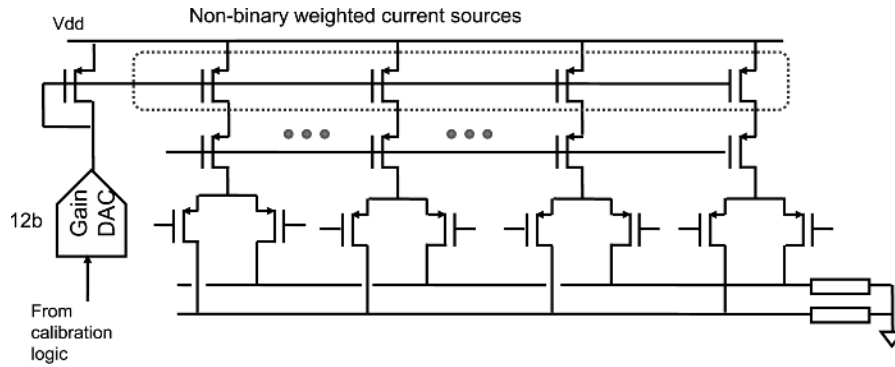 Non-binary weighted current sources
Vdd
12b
Gain
DAC
From
calibration
logic